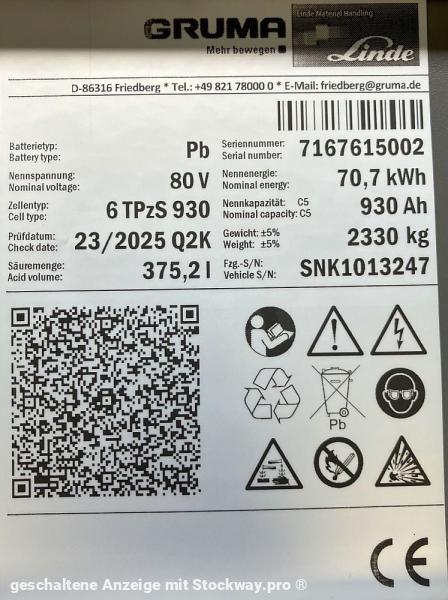 GRUMA
Mehr bewegen
Linde Material Handling
Linde
D-86316 Friedberg * Tel.: +49 821 78000 0 * E-Mail: friedberg@gruma.de
Batterietyp: Pb Seriennummer: 7167615002
Battery type: Serial number:
Nennspannung: 80 V Nennenergie: 70,7 kWh
Nominal voltage: Nominal energy:
Zellentyp: 6 TPzS 930 Nennkapazität: C5 930 Ah
Cell type: Nominal capacity: C5
Prüfdatum: 23/2025 Q2K Gewicht: ±5% 2330 kg
Check date: Weight: ±5%
Säuremenge: 375,2 l Fzg.-S/N: SNK1013247
Acid volume: Vehicle S/N:
Pb
CE
geschaltene Anzeige mit Stockway.pro ®